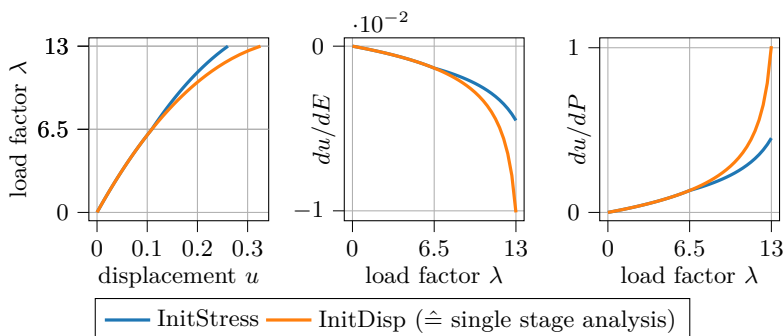 ·10⁻²
13
6.5
0
load factor λ
0
0.1
0.2
0.3
displacement u
0
−1
du/dE
0
6.5
13
load factor λ
1
0
du/dP
0
6.5
13
load factor λ
InitStress
InitDisp (≙ single stage analysis)